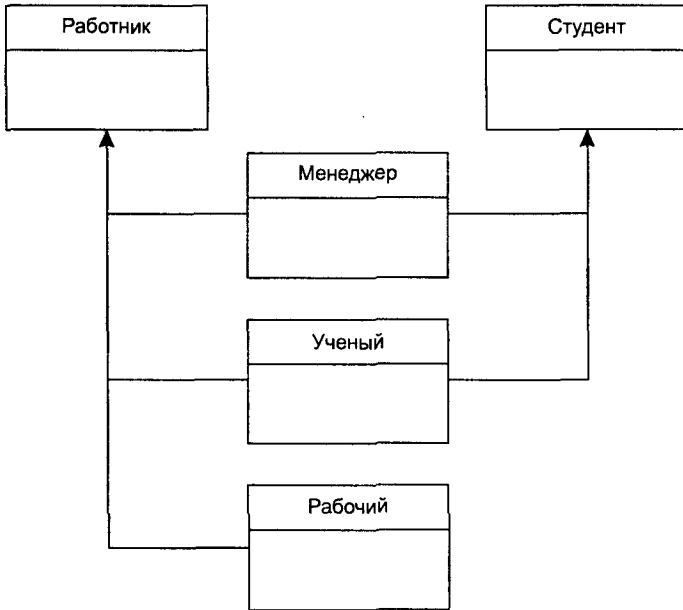 Работник
Студент
Менеджер
Ученый
Рабочий